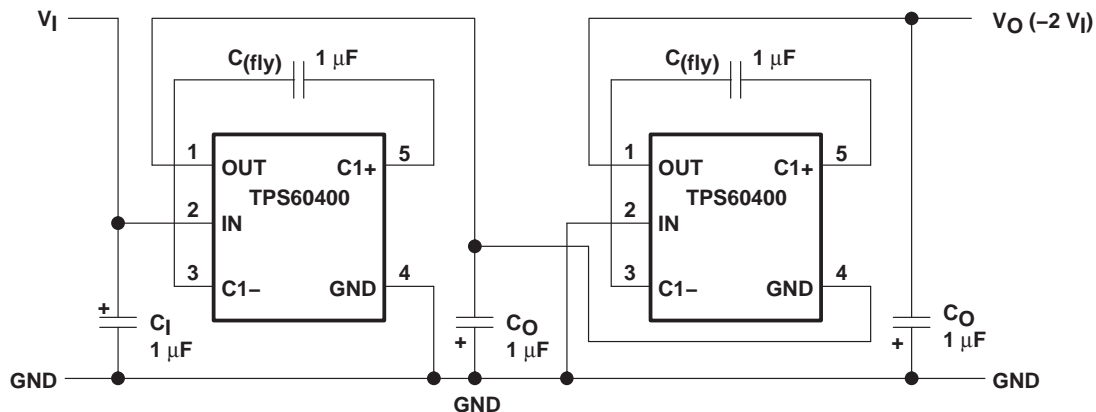 VI
VO (–2 VI)
C(fly)
1 μF
C(fly)
1 μF
1
OUT
C1+
5
1
OUT
C1+
5
TPS60400
TPS60400
2
IN
2
IN
3
C1–
GND
4
3
C1–
GND
4
+
CI
1 μF
+
CO
1 μF
+
CO
1 μF
GND
GND
GND